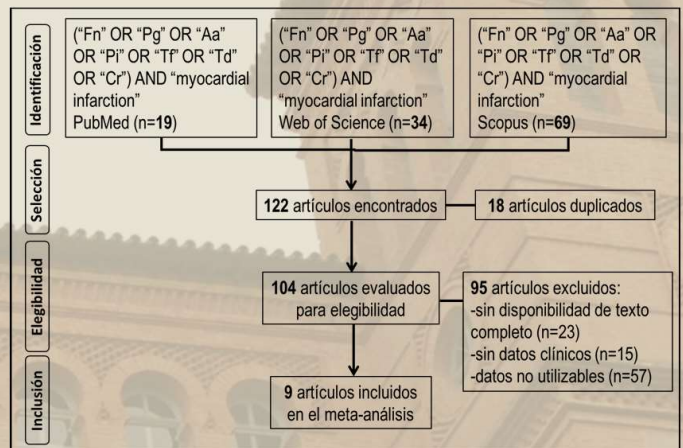 Identificación
("Fn" OR "Pg" OR "Aa"
OR "Pi" OR "Tf" OR "Td"
OR "Cr") AND "myocardial
infarction"
PubMed (n=19)
("Fn" OR "Pg" OR "Aa"
OR "Pi" OR "Tf" OR "Td"
OR "Cr") AND
"myocardial infarction"
Web of Science (n=34)
("Fn" OR "Pg" OR "Aa" OR
"Pi" OR "Tf" OR "Td" OR
"Cr") AND "myocardial
infarction"
Scopus (n=69)
Selección
122 artículos encontrados
18 artículos duplicados
Elegibilidad
104 artículos evaluados
para elegibilidad
95 artículos excluidos:
-sin disponibilidad de texto
completo (n=23)
-sin datos clínicos (n=15)
-datos no utilizables (n=57)
Inclusión
9 artículos incluidos
en el meta-análisis